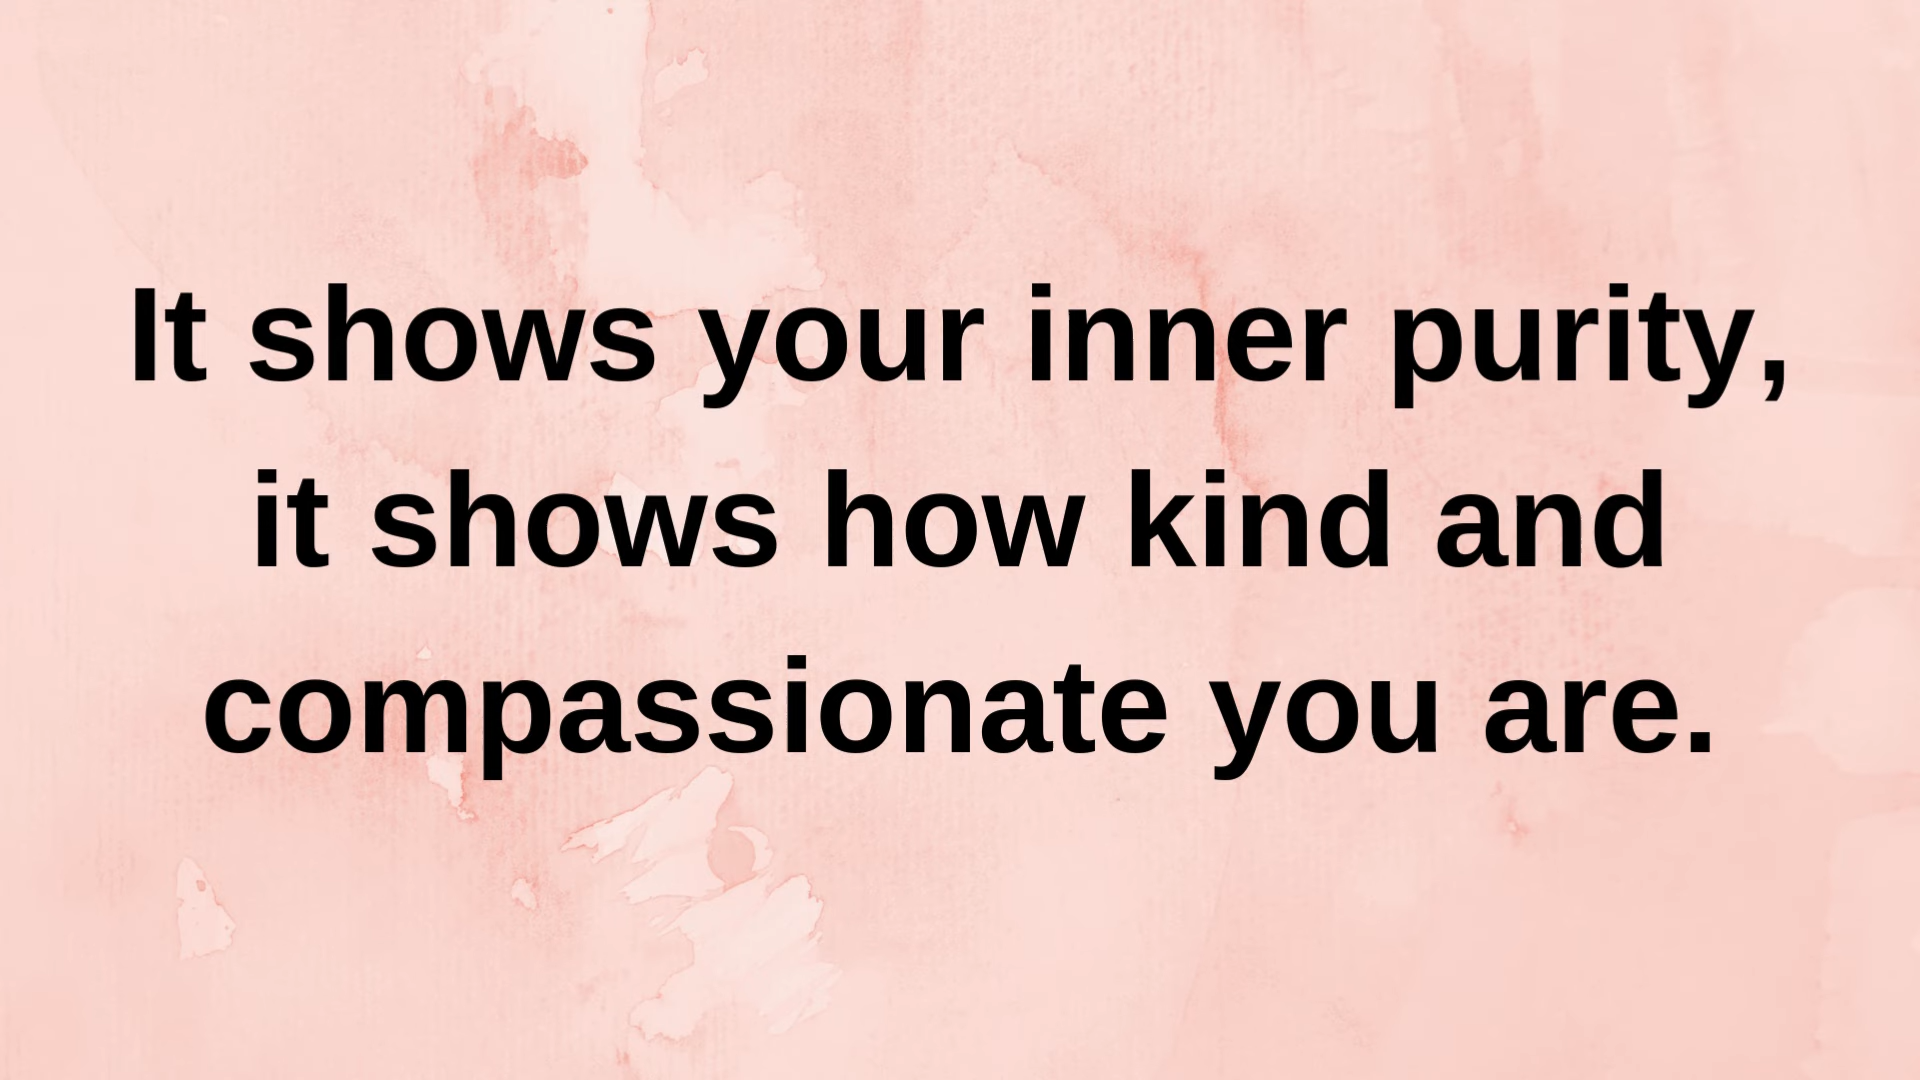 It shows your inner purity,
it shows how kind and
compassionate you are.